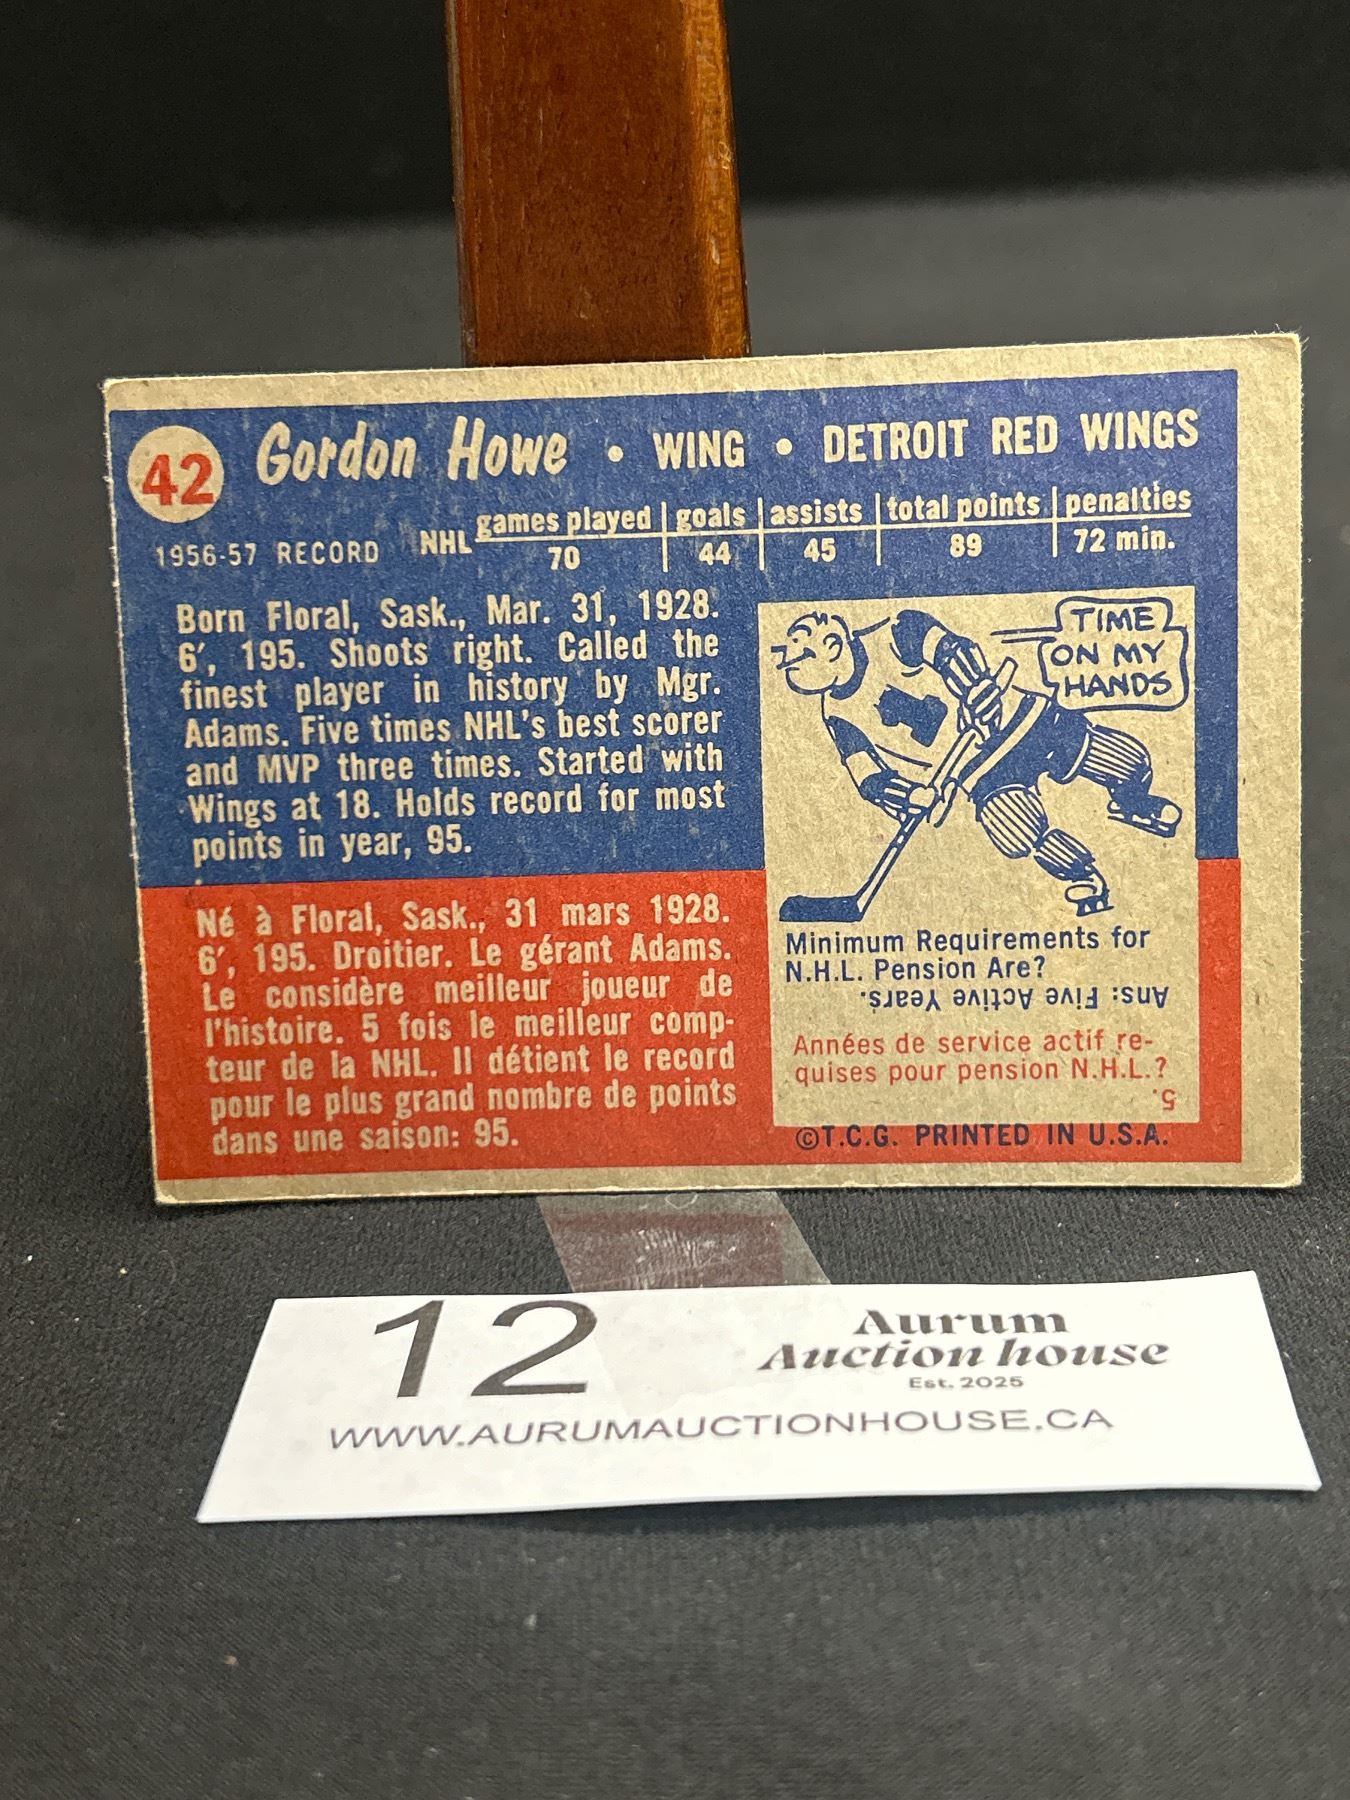 42 Gordon Howe • WING • DETROIT RED WINGS
games played goals assists total points penalties
1956-57 RECORD NHL 70 44 45 89 72 min.
Born Floral, Sask., Mar. 31, 1928.
6′, 195. Shoots right. Called the
finest player in history by Mgr.
Adams. Five times NHL's best scorer
and MVP three times. Started with
Wings at 18. Holds record for most
points in year, 95.
TIME
ON MY
HANDS
Né à Floral, Sask., 31 mars 1928.
6′, 195. Droitier. Le gérant Adams.
Le considère meilleur joueur de
l'histoire. 5 fois le meilleur comp-
teur de la NHL. Il détient le record
pour le plus grand nombre de points
dans une saison: 95.
Minimum Requirements for
N.H.L. Pension Are?
Ans: Five Active Years.
Années de service actif re-
quises pour pension N.H.L.?
5.
©T.C.G. PRINTED IN U.S.A.
12
Aurum
Auction house
Est. 2025
WWW.AURUMAUCTIONHOUSE.CA